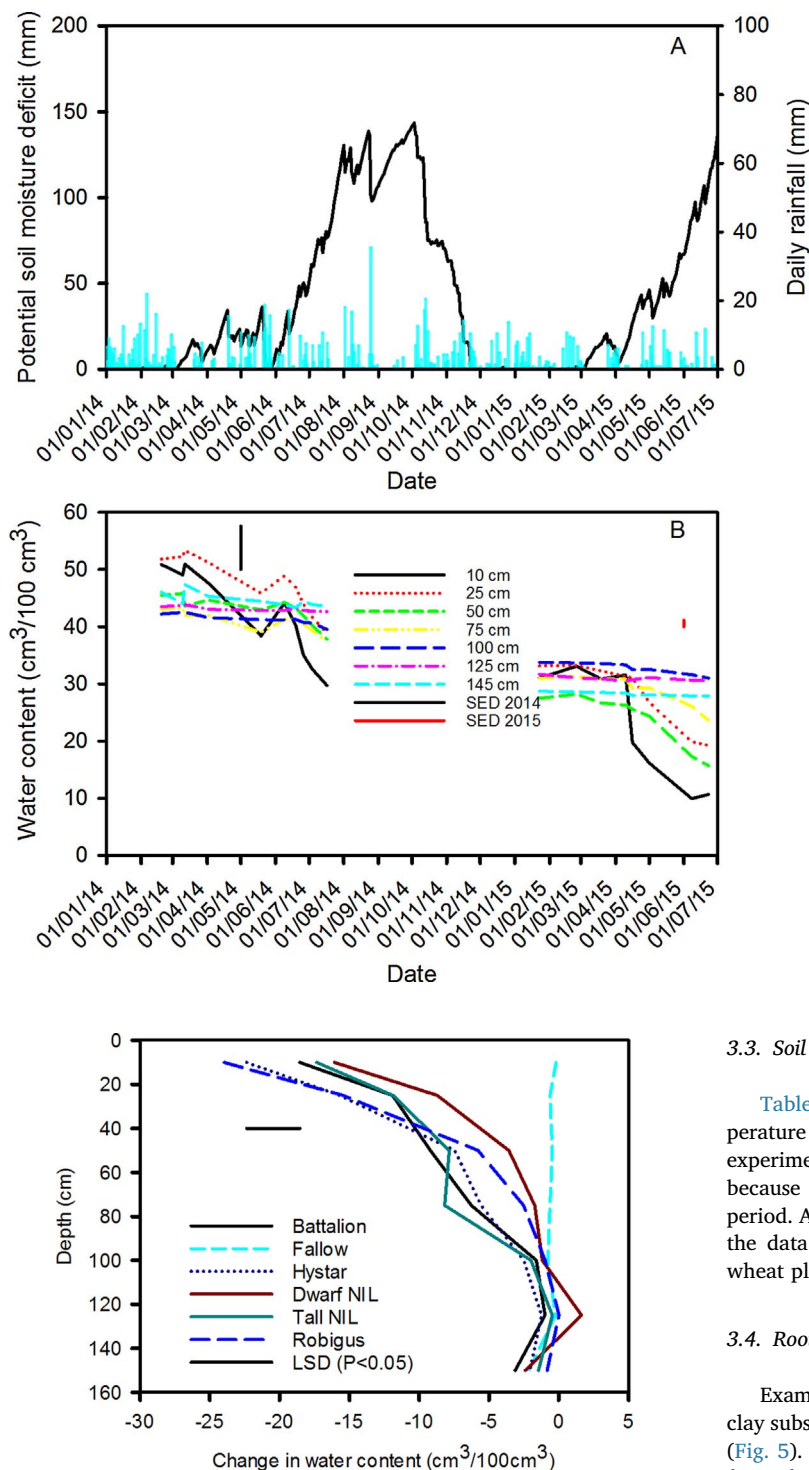 A
Potential soil moisture deficit (mm)
Daily rainfall (mm)
200
150
100
50
0
100
80
60
40
20
0
01/01/14
01/02/14
01/03/14
01/04/14
01/05/14
01/06/14
01/07/14
01/08/14
01/09/14
01/10/14
01/11/14
01/12/14
01/01/15
01/02/15
01/03/15
01/04/15
01/05/15
01/06/15
01/07/15
Date
B
Water content (cm3/100 cm3)
60
50
40
30
20
10
0
10 cm
25 cm
50 cm
75 cm
100 cm
125 cm
145 cm
SED 2014
SED 2015
01/01/14
01/02/14
01/03/14
01/04/14
01/05/14
01/06/14
01/07/14
01/08/14
01/09/14
01/10/14
01/11/14
01/12/14
01/01/15
01/02/15
01/03/15
01/04/15
01/05/15
01/06/15
01/07/15
Date
Depth (cm)
0
20
40
60
80
100
120
140
160
Battalion
Fallow
Hystar
Dwarf NIL
Tall NIL
Robigus
LSD (P<0.05)
-30
-25
-20
-15
-10
-5
0
5
Change in water content (cm3/100cm3)
3.3. Soil
Table
perature
experime
because
period. A
the data
wheat pl
3.4. Roo
Exam
clay subs
(Fig. 5).